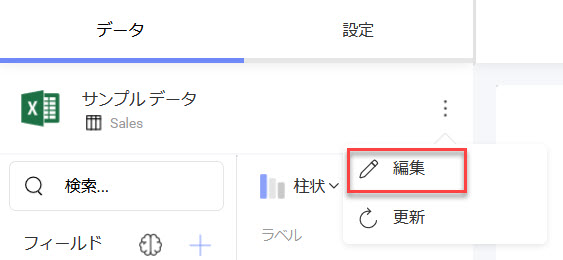 データ 設定
サンプル データ
Sales
検索...
柱状
編集
更新
フィールド
ラベル